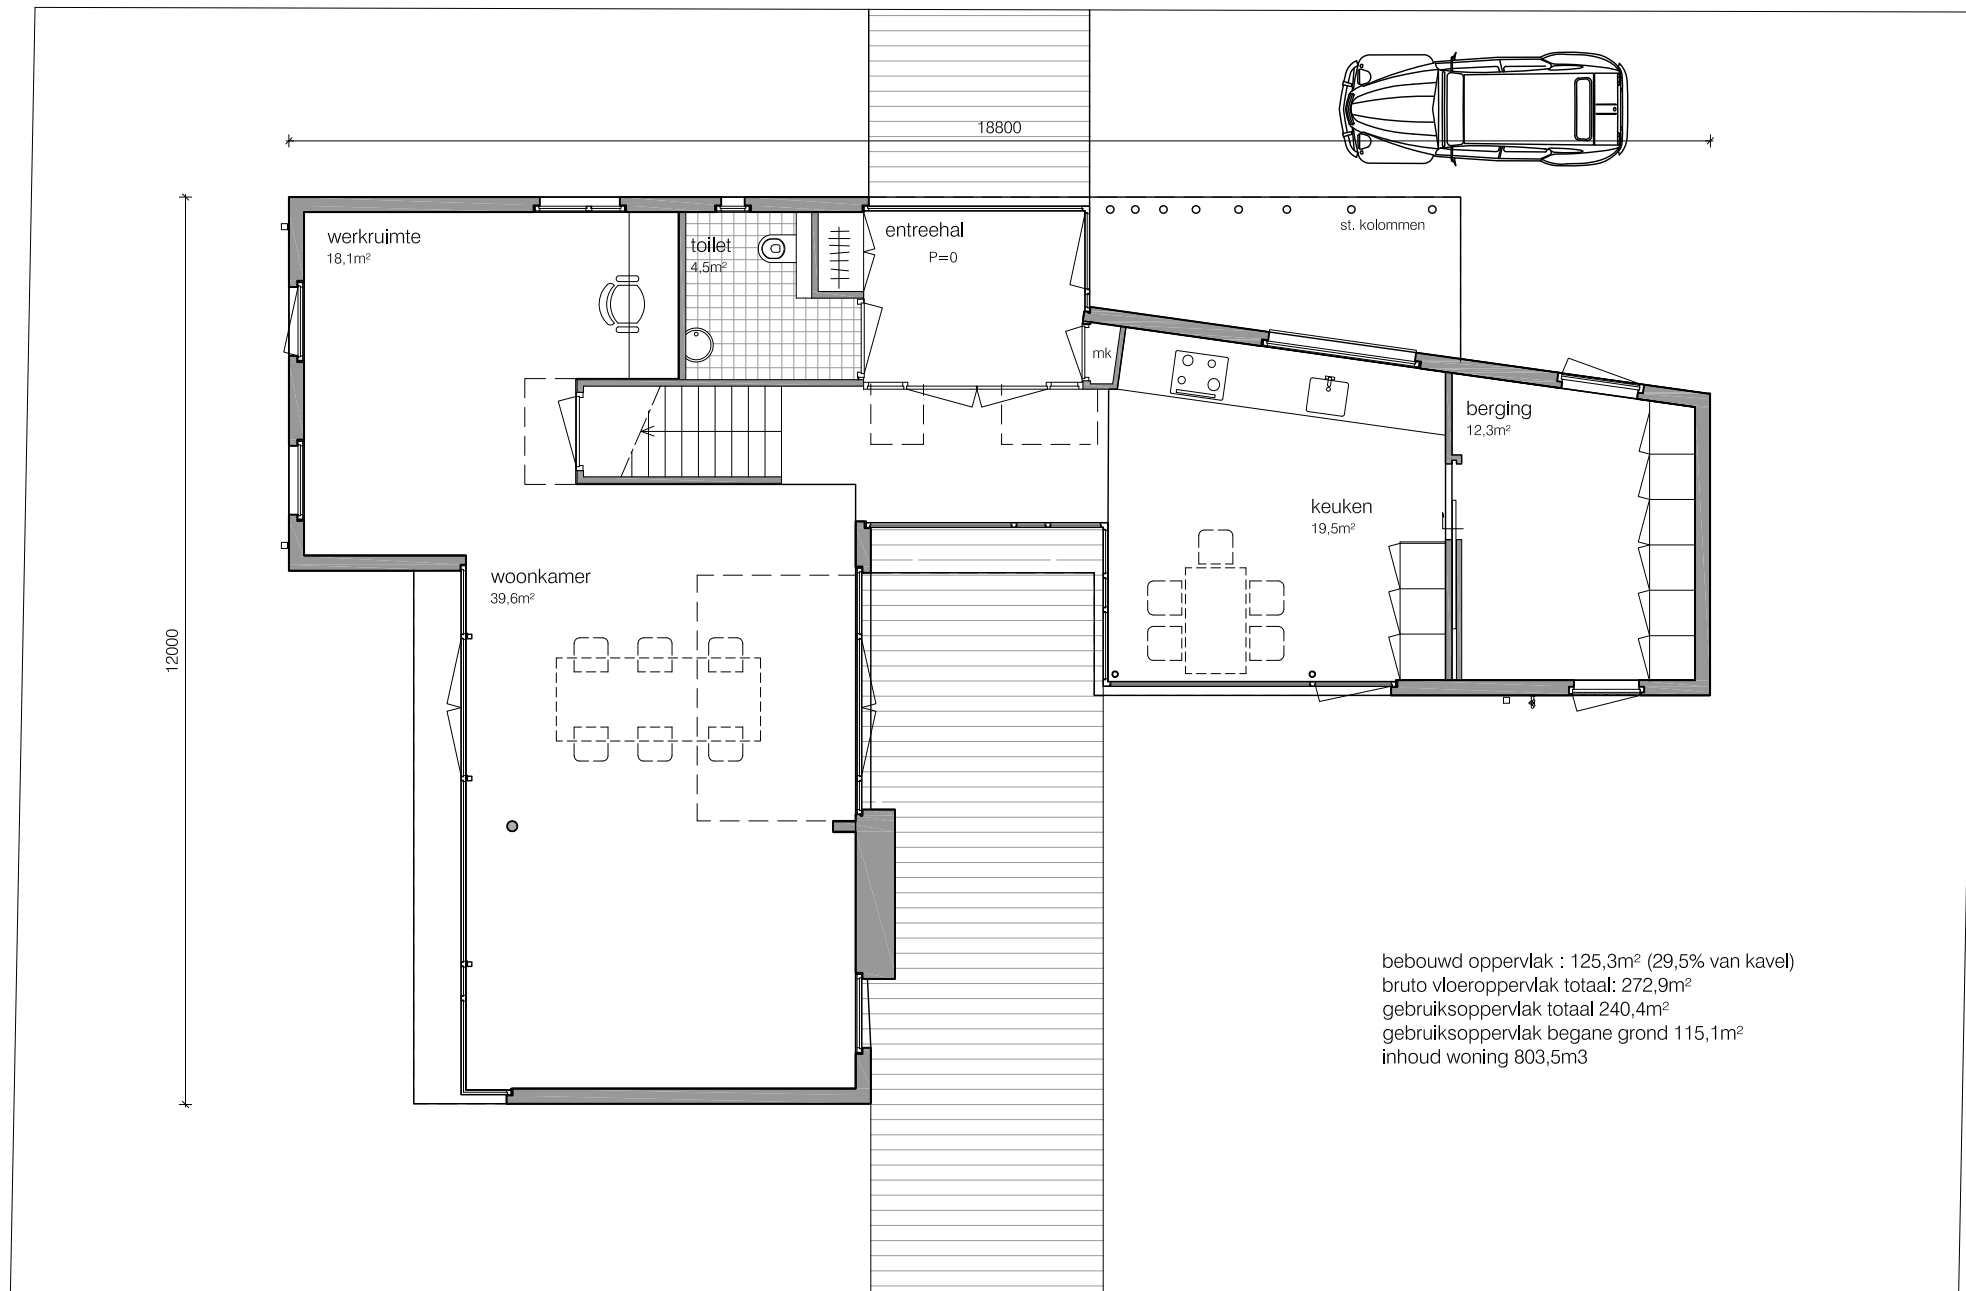 18800
werkruimte
18,1m²
toilet
4,5m²
entreehal
P=0
st. kolommen
mk
berging
12,3m²
keuken
19,5m²
woonkamer
39,6m²
12000
bebouwd oppervlak : 125,3m² (29,5% van kavel)
bruto vloeroppervlak totaal: 272,9m²
gebruiksoppervlak totaal 240,4m²
gebruiksoppervlak begane grond 115,1m²
inhoud woning 803,5m3